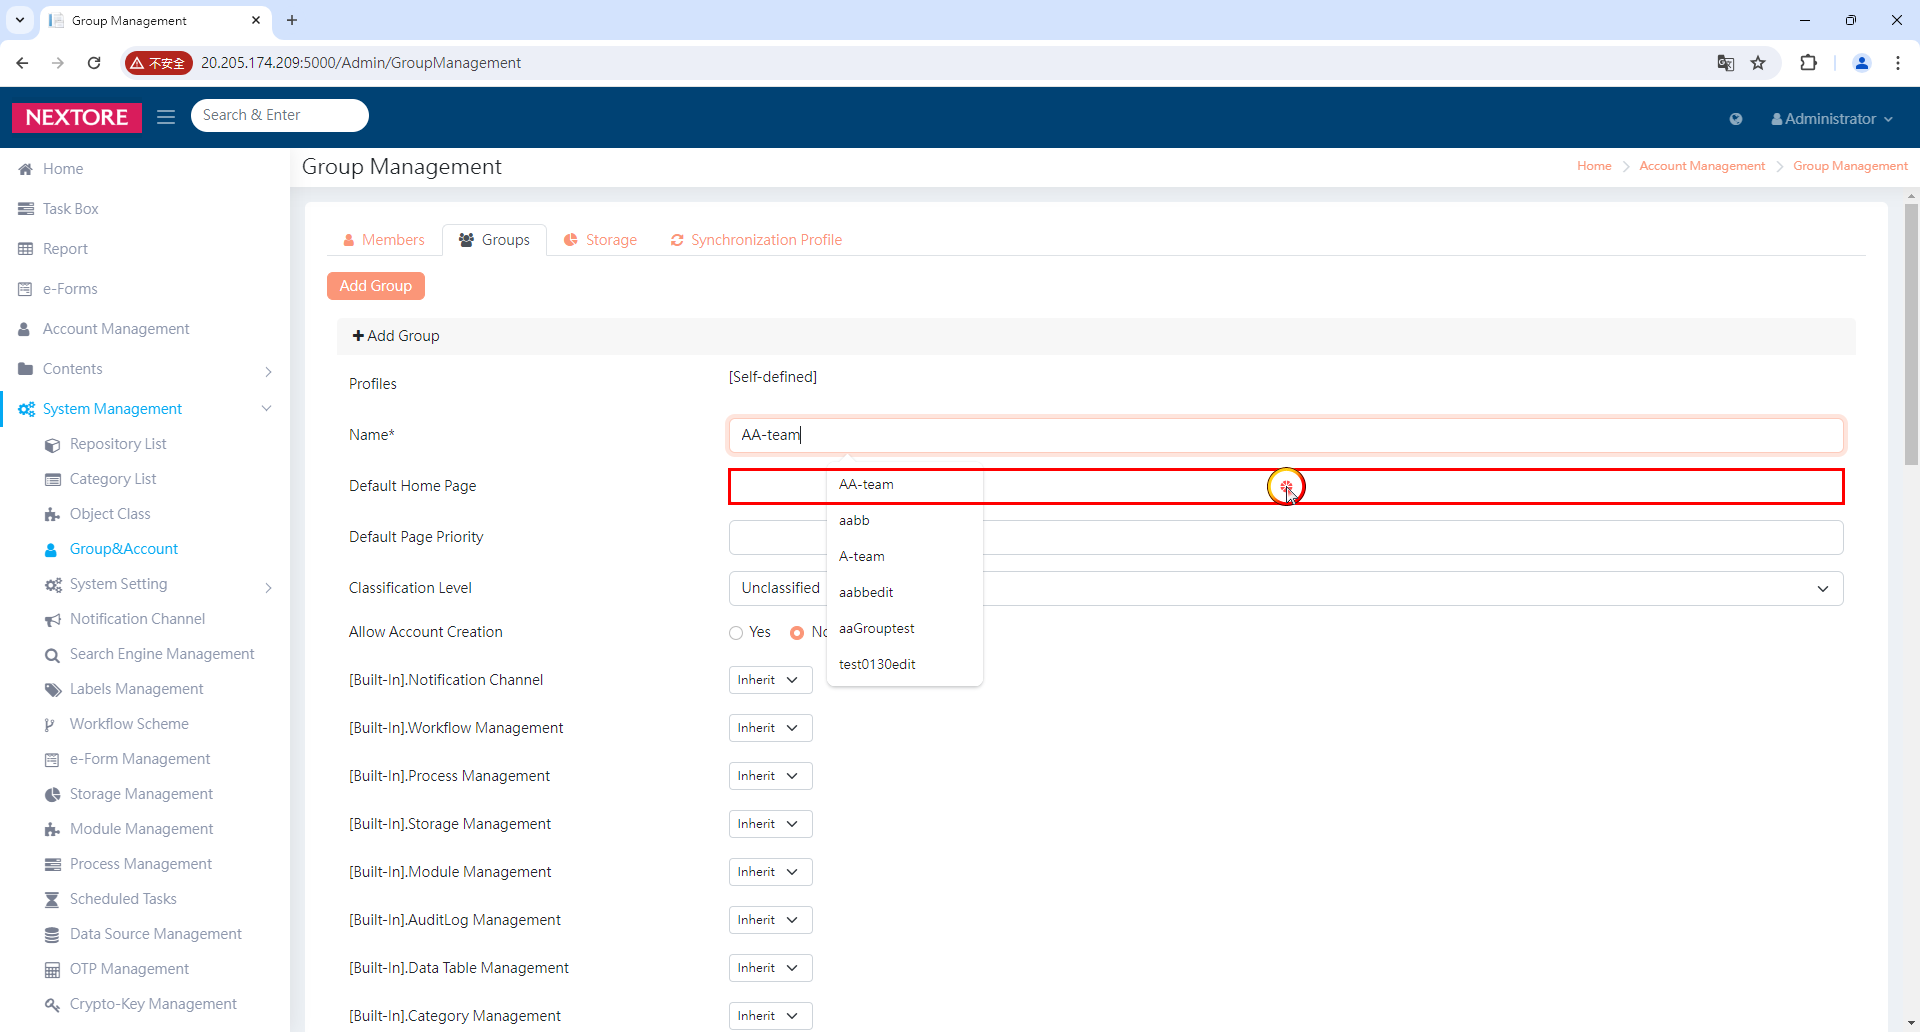 Group Management
不安全
20.205.174.209:5000/Admin/GroupManagement
NEXTORE
Search & Enter
Administrator
Home
Task Box
Report
e-Forms
Account Management
Contents
System Management
Repository List
Category List
Object Class
Group&Account
System Setting
Notification Channel
Search Engine Management
Labels Management
Workflow Scheme
e-Form Management
Storage Management
Module Management
Process Management
Scheduled Tasks
Data Source Management
OTP Management
Crypto-Key Management
Group Management
Home > Account Management > Group Management
Members
Groups
Storage
Synchronization Profile
Add Group
Add Group
Profiles
[Self-defined]
Name*
AA-team
Default Home Page
Default Page Priority
Classification Level
Unclassified
Allow Account Creation
Yes
No
AA-team
aabb
A-team
aabbedit
aaGrouptest
test0130edit
[Built-In].Notification Channel
Inherit
[Built-In].Workflow Management
Inherit
[Built-In].Process Management
Inherit
[Built-In].Storage Management
Inherit
[Built-In].Module Management
Inherit
[Built-In].AuditLog Management
Inherit
[Built-In].Data Table Management
Inherit
[Built-In].Category Management
Inherit